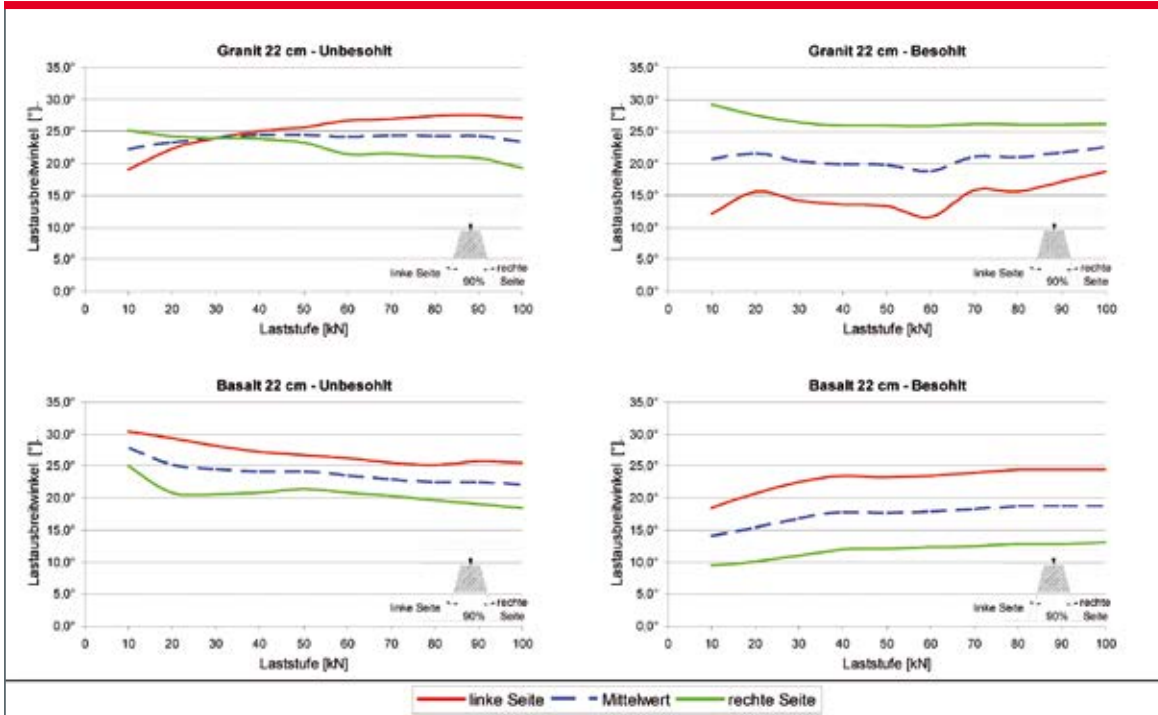 Granit 22 cm - Unbesohlt
Lastausbreitwinkel [°]
35,0°
30,0°
25,0°
20,0°
15,0°
10,0°
5,0°
0,0°
linke Seite
90%
rechte
Seite
0 10 20 30 40 50 60 70 80 90 100
Laststufe [kN]
Granit 22 cm - Besohlt
Lastausbreitwinkel [°]
35,0°
30,0°
25,0°
20,0°
15,0°
10,0°
5,0°
0,0°
linke Seite
90%
rechte
Seite
0 10 20 30 40 50 60 70 80 90 100
Laststufe [kN]
Basalt 22 cm - Unbesohlt
Lastausbreitwinkel [°]
35,0°
30,0°
25,0°
20,0°
15,0°
10,0°
5,0°
0,0°
linke Seite
90%
rechte
Seite
0 10 20 30 40 50 60 70 80 90 100
Laststufe [kN]
Basalt 22 cm - Besohlt
Lastausbreitwinkel [°]
35,0°
30,0°
25,0°
20,0°
15,0°
10,0°
5,0°
0,0°
linke Seite
90%
rechte
Seite
0 10 20 30 40 50 60 70 80 90 100
Laststufe [kN]
linke Seite Mittelwert rechte Seite